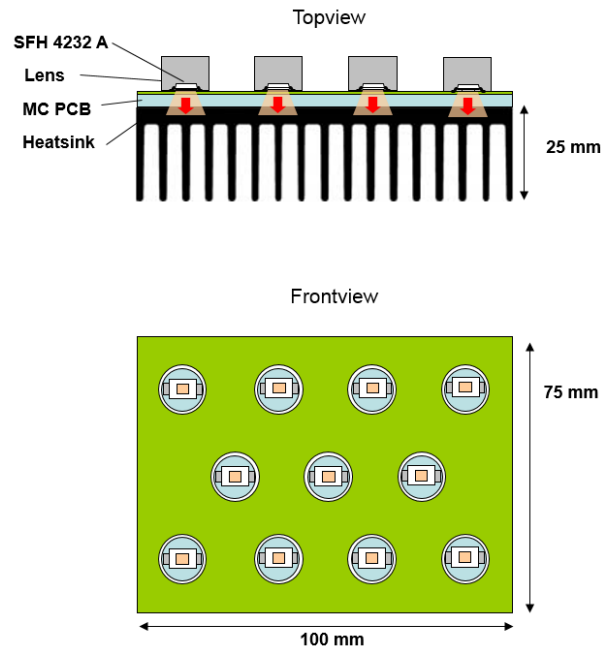 Topview
SFH 4232 A
Lens
MC PCB
Heatsink
25 mm
Frontview
75 mm
100 mm